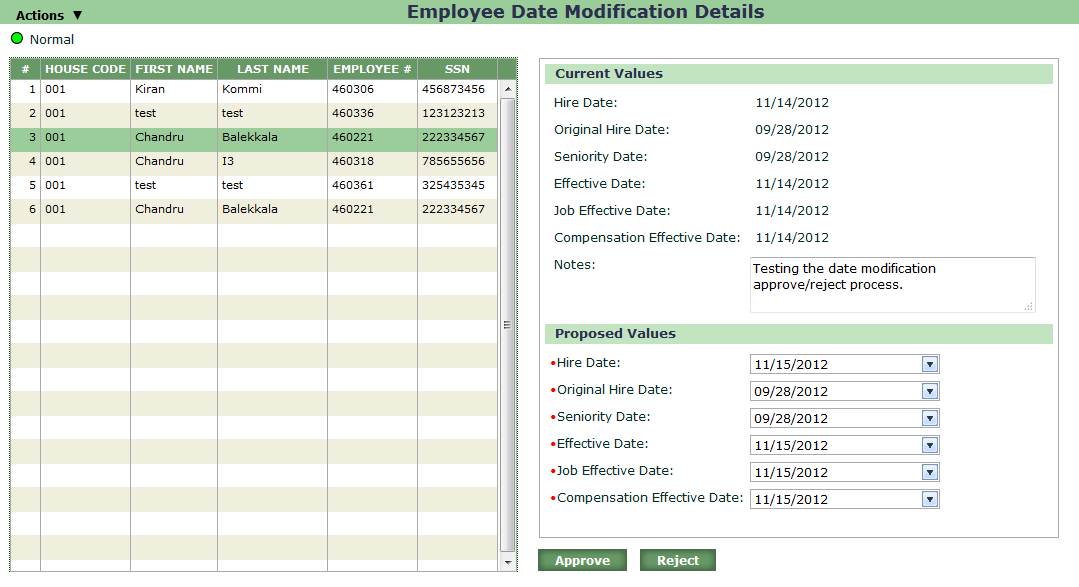 Actions ▼ Employee Date Modification Details
Normal
# HOUSE CODE FIRST NAME LAST NAME EMPLOYEE # SSN
1 001 Kiran Kommi 460306 456873456
2 001 test test 460336 123123213
3 001 Chandru Balekkala 460221 222334567
4 001 Chandru I3 460318 785655656
5 001 test test 460361 325435345
6 001 Chandru Balekkala 460221 222334567
Current Values
Hire Date: 11/14/2012
Original Hire Date: 09/28/2012
Seniority Date: 09/28/2012
Effective Date: 11/14/2012
Job Effective Date: 11/14/2012
Compensation Effective Date: 11/14/2012
Notes: Testing the date modification
approve/reject process.
Proposed Values
•Hire Date: 11/15/2012
•Original Hire Date: 09/28/2012
•Seniority Date: 09/28/2012
•Effective Date: 11/15/2012
•Job Effective Date: 11/15/2012
•Compensation Effective Date: 11/15/2012
Approve Reject